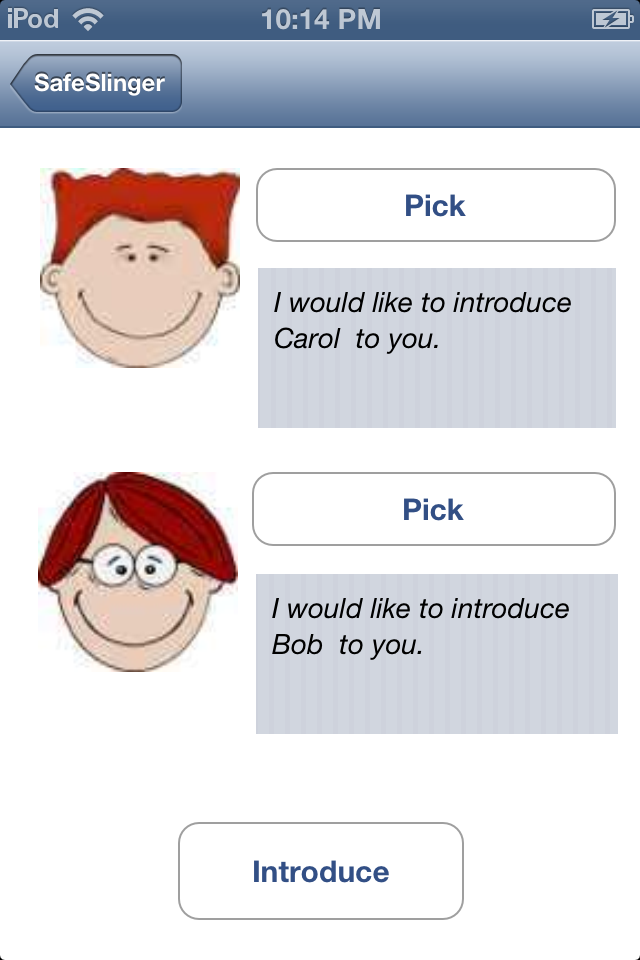 iPod 10:14 PM
SafeSlinger
Pick
I would like to introduce
Carol  to you.
Pick
I would like to introduce
Bob  to you.
Introduce